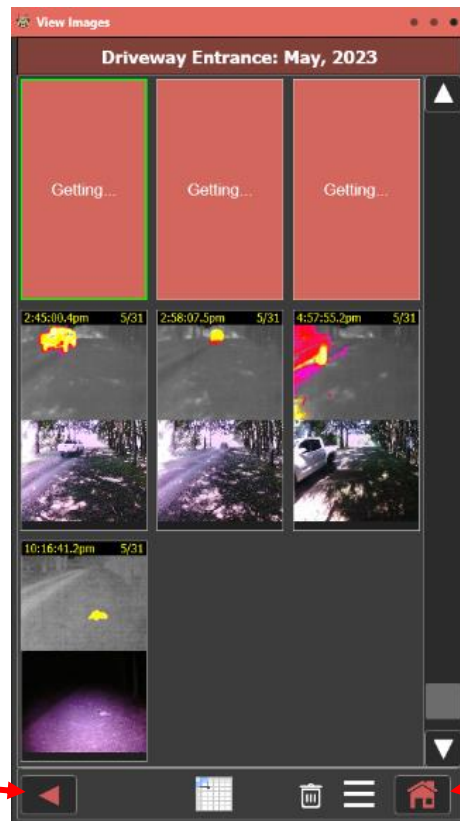 View Images
Driveway Entrance: May, 2023
Getting... Getting... Getting...
2:45:00.4pm 5/31 2:58:07.5pm 5/31 4:57:55.2pm 5/31
10:16:41.2pm 5/31